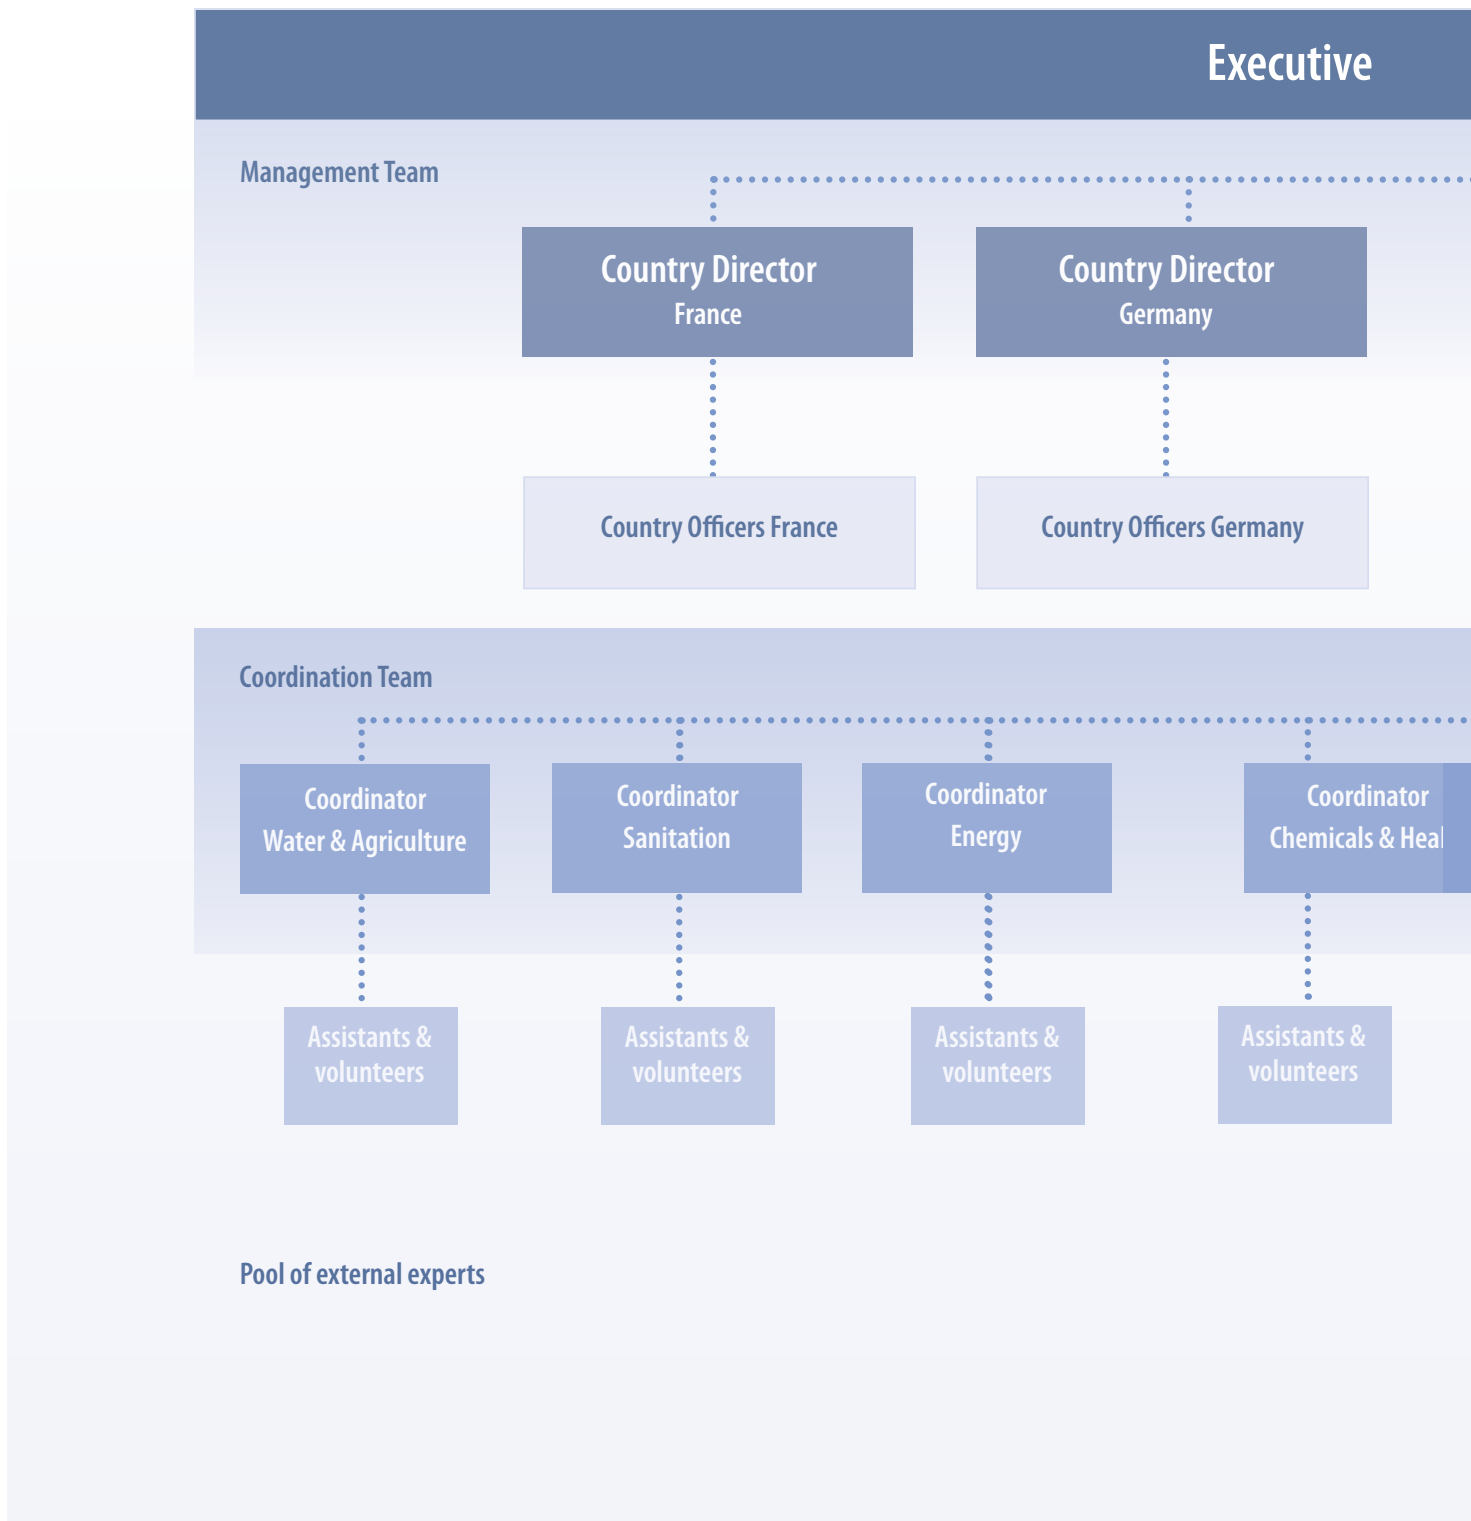 Executive
Management Team
Country Director
France
Country Director
Germany
Country Officers France
Country Officers Germany
Coordination Team
Coordinator
Water & Agriculture
Coordinator
Sanitation
Coordinator
Energy
Coordinator
Chemicals &
Assistants &
volunteers
Assistants &
volunteers
Assistants &
volunteers
Assistants &
volunteers
Pool of external experts